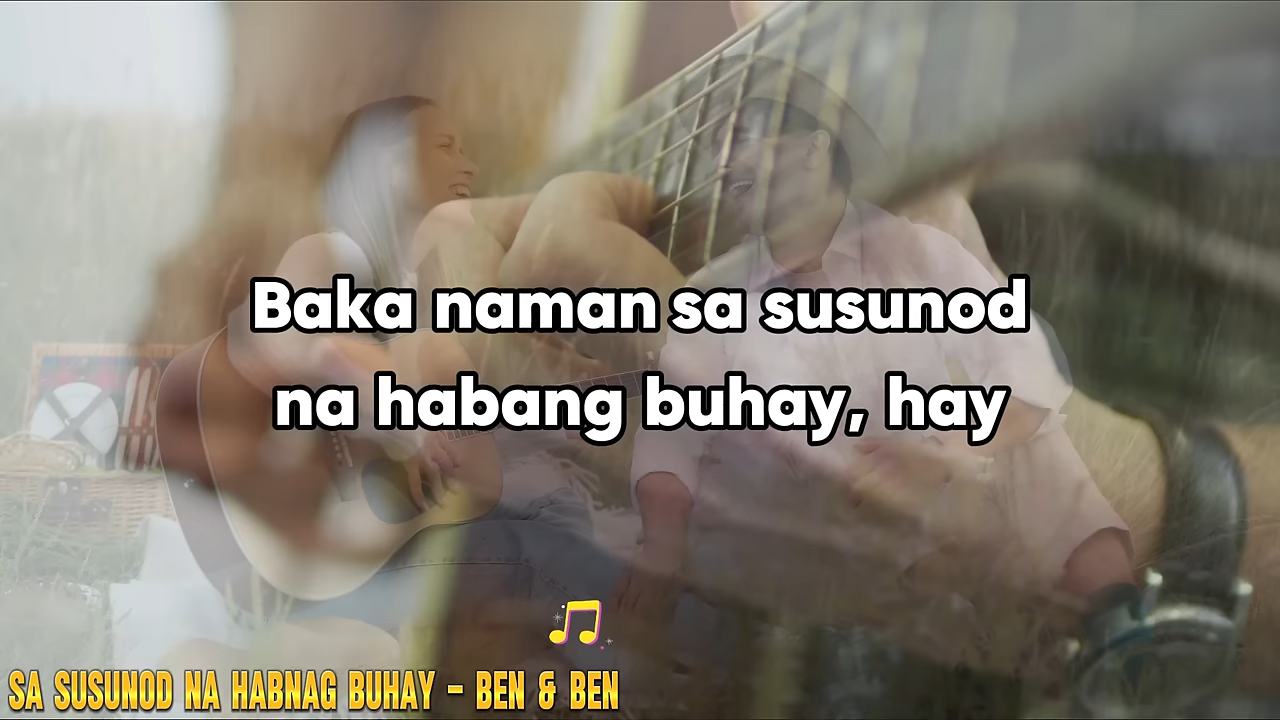 Baka naman sa susunod
na habang buhay, hay
SA SUSUNOD NA HABNAG BUHAY - BEN & BEN